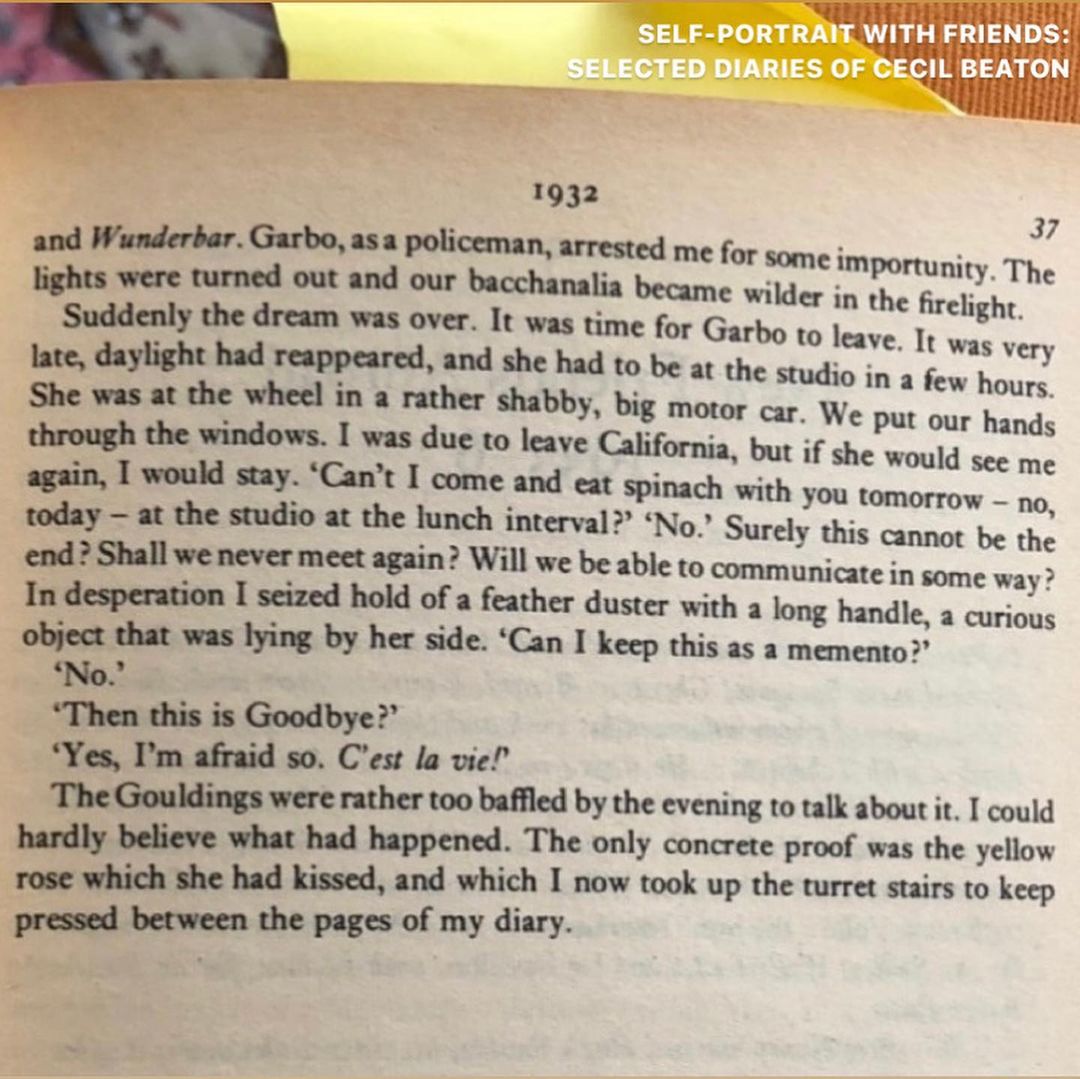 SELF-PORTRAIT WITH FRIENDS:
SELECTED DIARIES OF CECIL BEATON
1932
37
and Wunderbar. Garbo, as a policeman, arrested me for some importunity. The
lights were turned out and our bacchanalia became wilder in the firelight.
Suddenly the dream was over. It was time for Garbo to leave. It was very
late, daylight had reappeared, and she had to be at the studio in a few hours.
She was at the wheel in a rather shabby, big motor car. We put our hands
through the windows. I was due to leave California, but if she would see me
again, I would stay. ‘Can’t I come and eat spinach with you tomorrow – no,
today – at the studio at the lunch interval?’ ‘No.’ Surely this cannot be the
end? Shall we never meet again? Will we be able to communicate in some way?
In desperation I seized hold of a feather duster with a long handle, a curious
object that was lying by her side. ‘Can I keep this as a memento?’
‘No.’
‘Then this is Goodbye?’
‘Yes, I’m afraid so. C’est la vie!’
The Gouldings were rather too baffled by the evening to talk about it. I could
hardly believe what had happened. The only concrete proof was the yellow
rose which she had kissed, and which I now took up the turret stairs to keep
pressed between the pages of my diary.